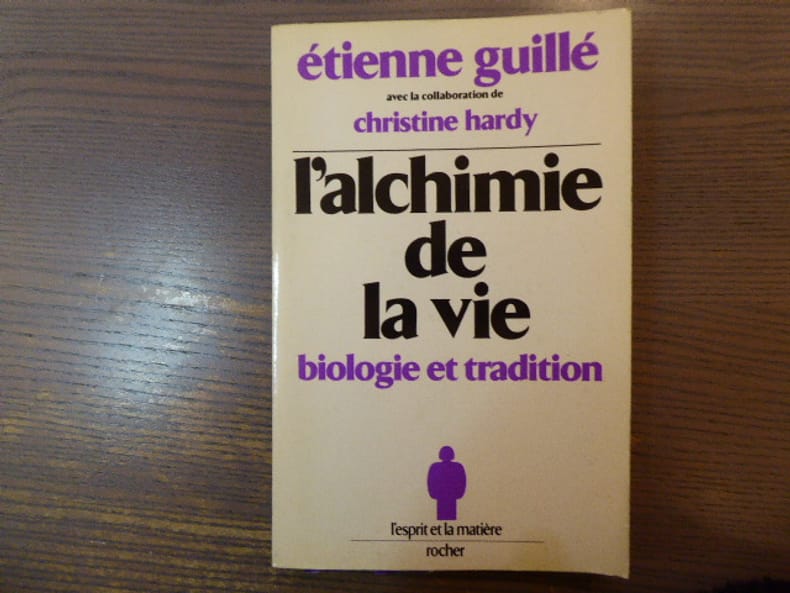 étienne guillé
avec la collaboration de
christine hardy
l'alchimie
de
la vie
biologie et tradition
l'esprit et la matière
rocher